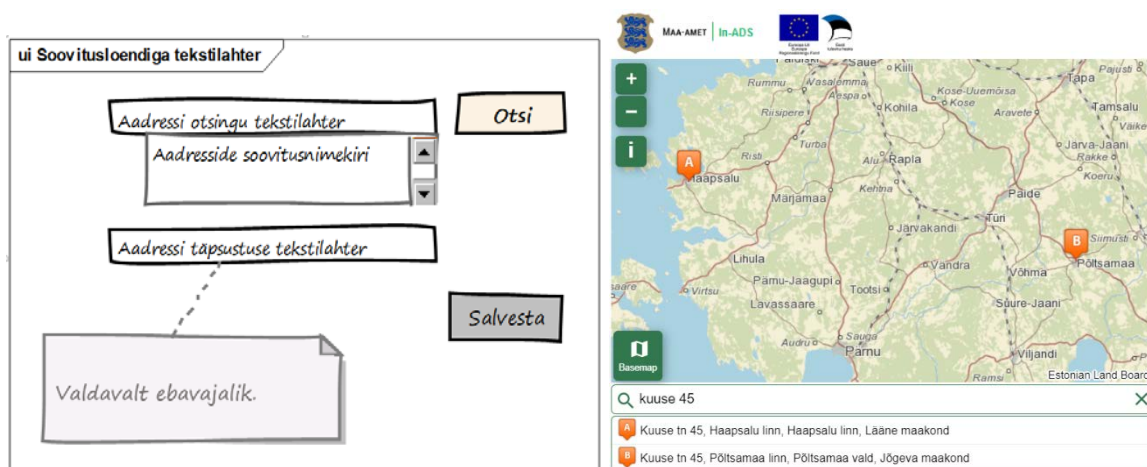 ui Soovitusloendiga tekstilahter
Aadressi otsingu tekstilahter
Otsi
Aadresside soovitusnimekiri
Aadressi täpsustuse tekstilahter
Salvesta
Valdavalt ebavajalik.
MAA-AMET | In-ADS
+
−
i
Saue
Kiili
Rummu
Vasalemma
Aespa
Kohila
Kose-Uuemõisa
Kose
Tapa
Pajusti
Riisipere
Aravete
Tamsalu
Turba
Järva-Jaani
A
Risti
Alu
Rapla
Rakke
Haapsalu
Paide
Koeru
Kehtna
Märjamaa
Türi
Järvakandi
B
Siimusti
Lihula
Vändra
Võhma
Põltsamaa
Virtsu
Pärnu-Jaagupi
Tootsi
Lavassaare
Suure-Jaani
Audru
Sauga
Pärnu
Viljandi
Ramsi
Basemap
Estonian Land Board
kuuse 45
A Kuuse tn 45, Haapsalu linn, Haapsalu linn, Lääne maakond
B Kuuse tn 45, Põltsamaa linn, Põltsamaa vald, Jõgeva maakond